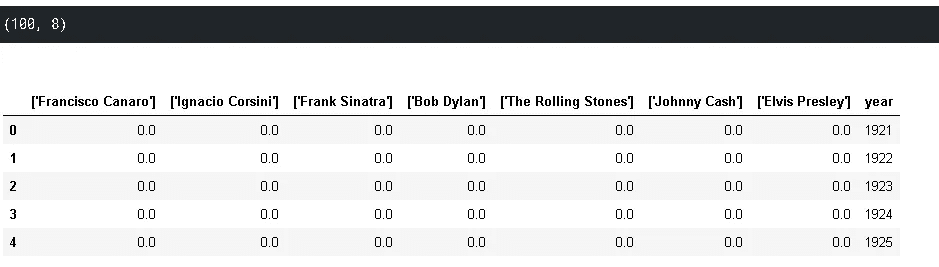 (100, 8)
['Francisco Canaro'] ['Ignacio Corsini'] ['Frank Sinatra'] ['Bob Dylan'] ['The Rolling Stones'] ['Johnny Cash'] ['Elvis Presley'] year
0 0.0 0.0 0.0 0.0 0.0 0.0 0.0 1921
1 0.0 0.0 0.0 0.0 0.0 0.0 0.0 1922
2 0.0 0.0 0.0 0.0 0.0 0.0 0.0 1923
3 0.0 0.0 0.0 0.0 0.0 0.0 0.0 1924
4 0.0 0.0 0.0 0.0 0.0 0.0 0.0 1925